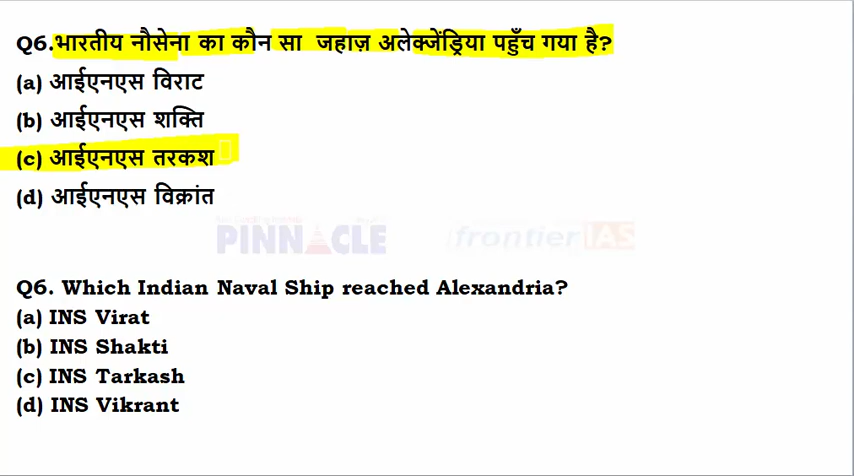 Q6.भारतीय नौसेना का कौन सा जहाज़ अलेक्जेंड्रिया पहुँच गया है?
(a) आईएनएस विराट
(b) आईएनएस शक्ति
(c) आईएनएस तरकश
(d) आईएनएस विक्रांत
PINNACLE frontier IAS
Q6. Which Indian Naval Ship reached Alexandria?
(a) INS Virat
(b) INS Shakti
(c) INS Tarkash
(d) INS Vikrant